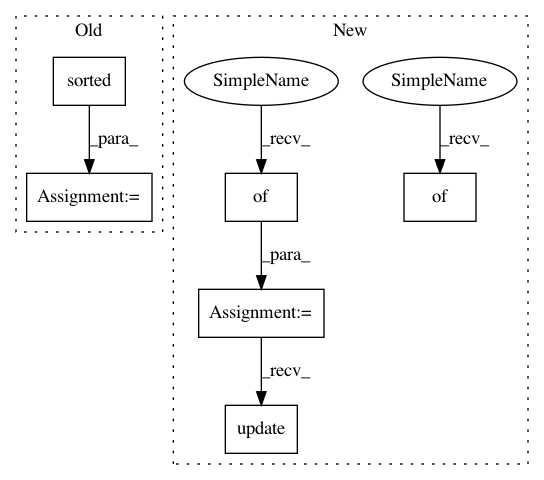 Old
New
sorted
SimpleName
SimpleName
_para_
_recv_
_recv_
Assignment:=
of
of
_para_
Assignment:=
_recv_
update